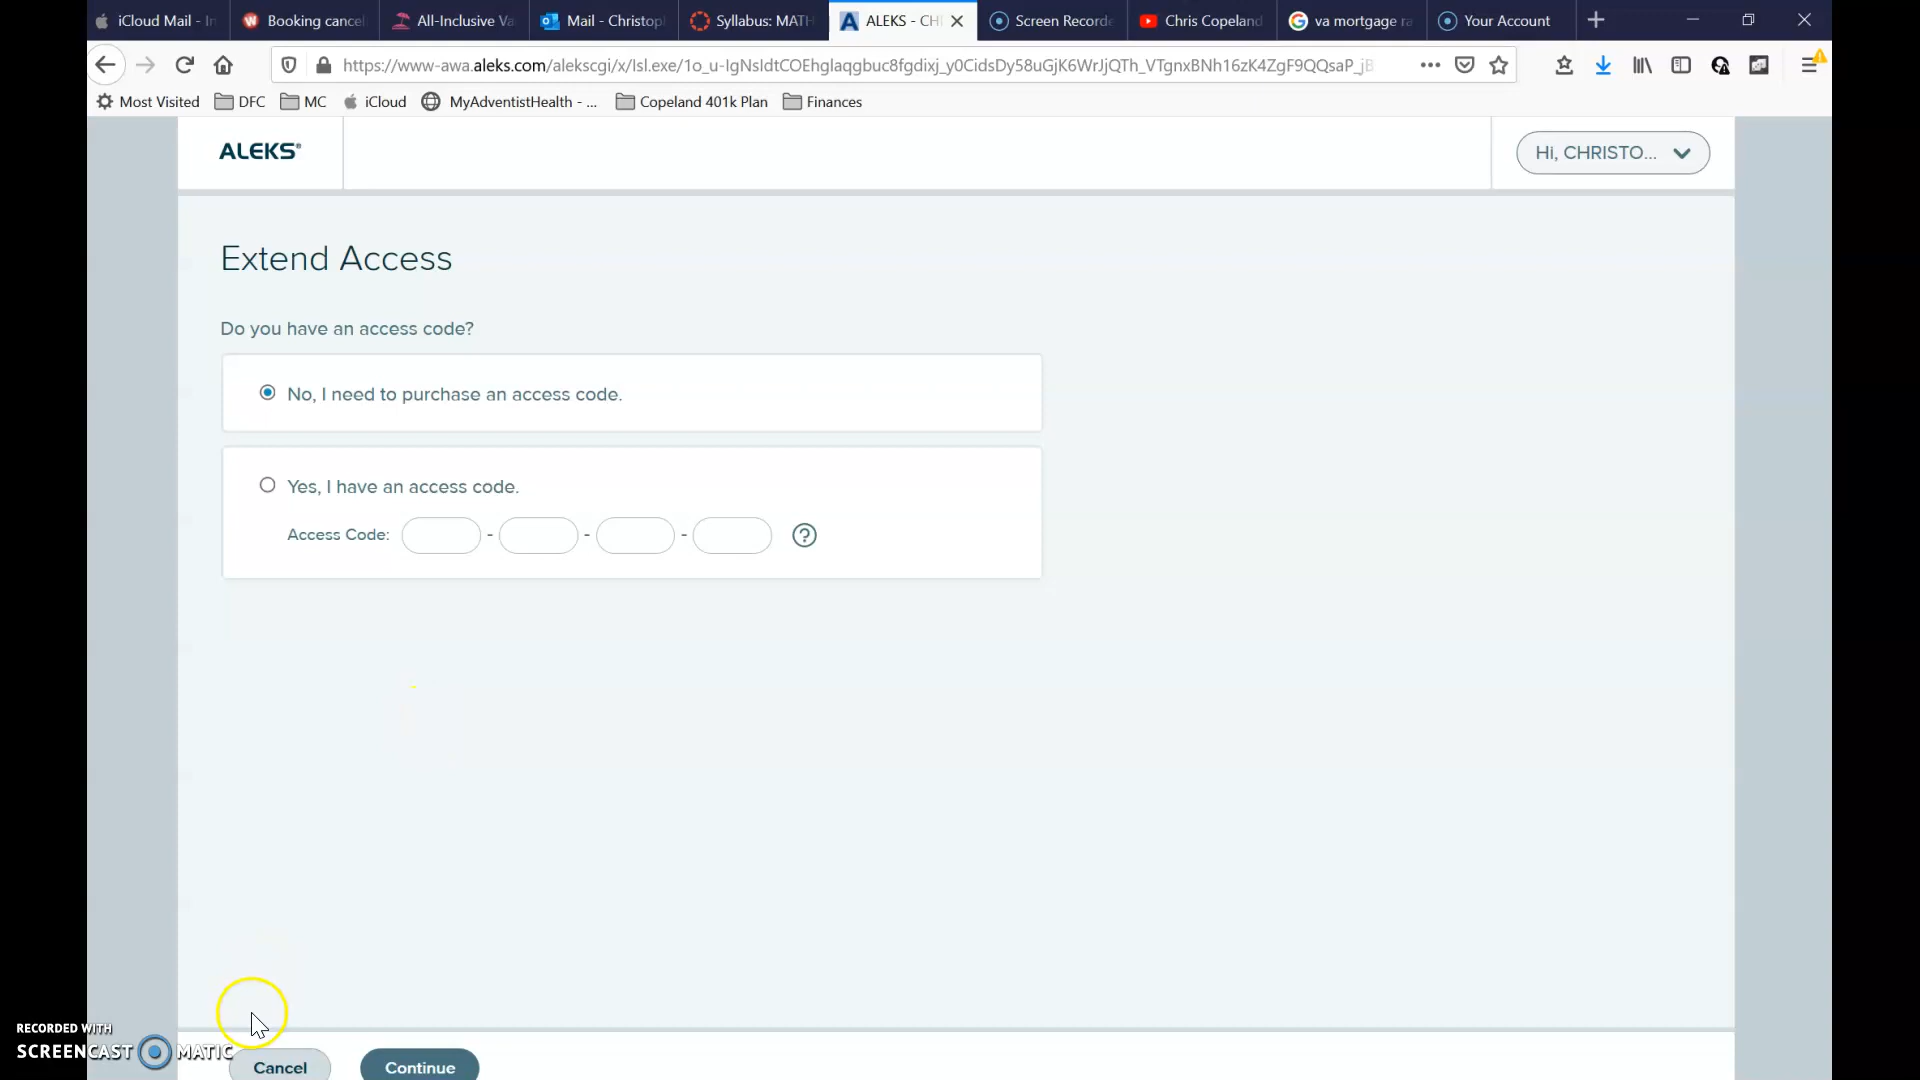 iCloud Mail - In
Booking cancel
All-Inclusive Va
Mail - Christop
Syllabus: MATH
ALEKS - CH
Screen Recorde
Chris Copeland
va mortgage ra
Your Account
https://www-awa.aleks.com/alekscgi/x/Isl.exe/
Most Visited
DFC
MC
iCloud
MyAdventistHealth - ...
Copeland 401k Plan
Finances
ALEKS®
Hi, CHRISTO...
Extend Access
Do you have an access code?
No, I need to purchase an access code.
Yes, I have an access code.
Access Code: - - - ?
RECORDED WITH
SCREENCAST MATIC
Cancel
Continue